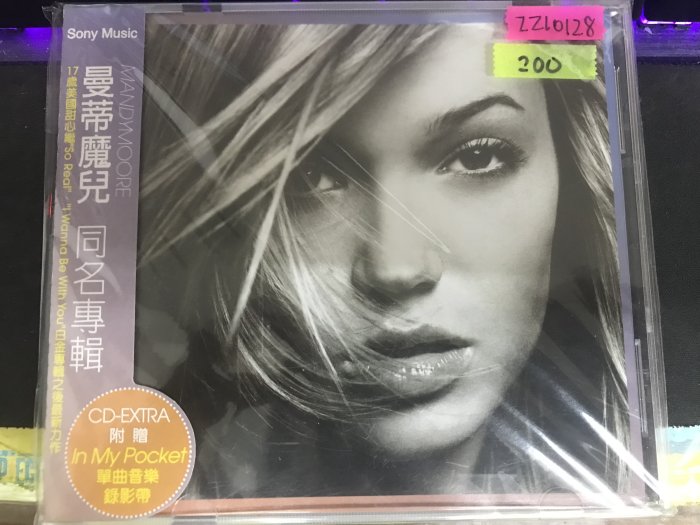 Sony Music
ZZ10128
200
MANDY MOORE
曼蒂魔兒 同名專輯
17歲美國甜心繼"So Real"、"I Wanna Be With You"白金專輯之後最新力作
CD-EXTRA
附贈
In My Pocket
單曲音樂
錄影帶